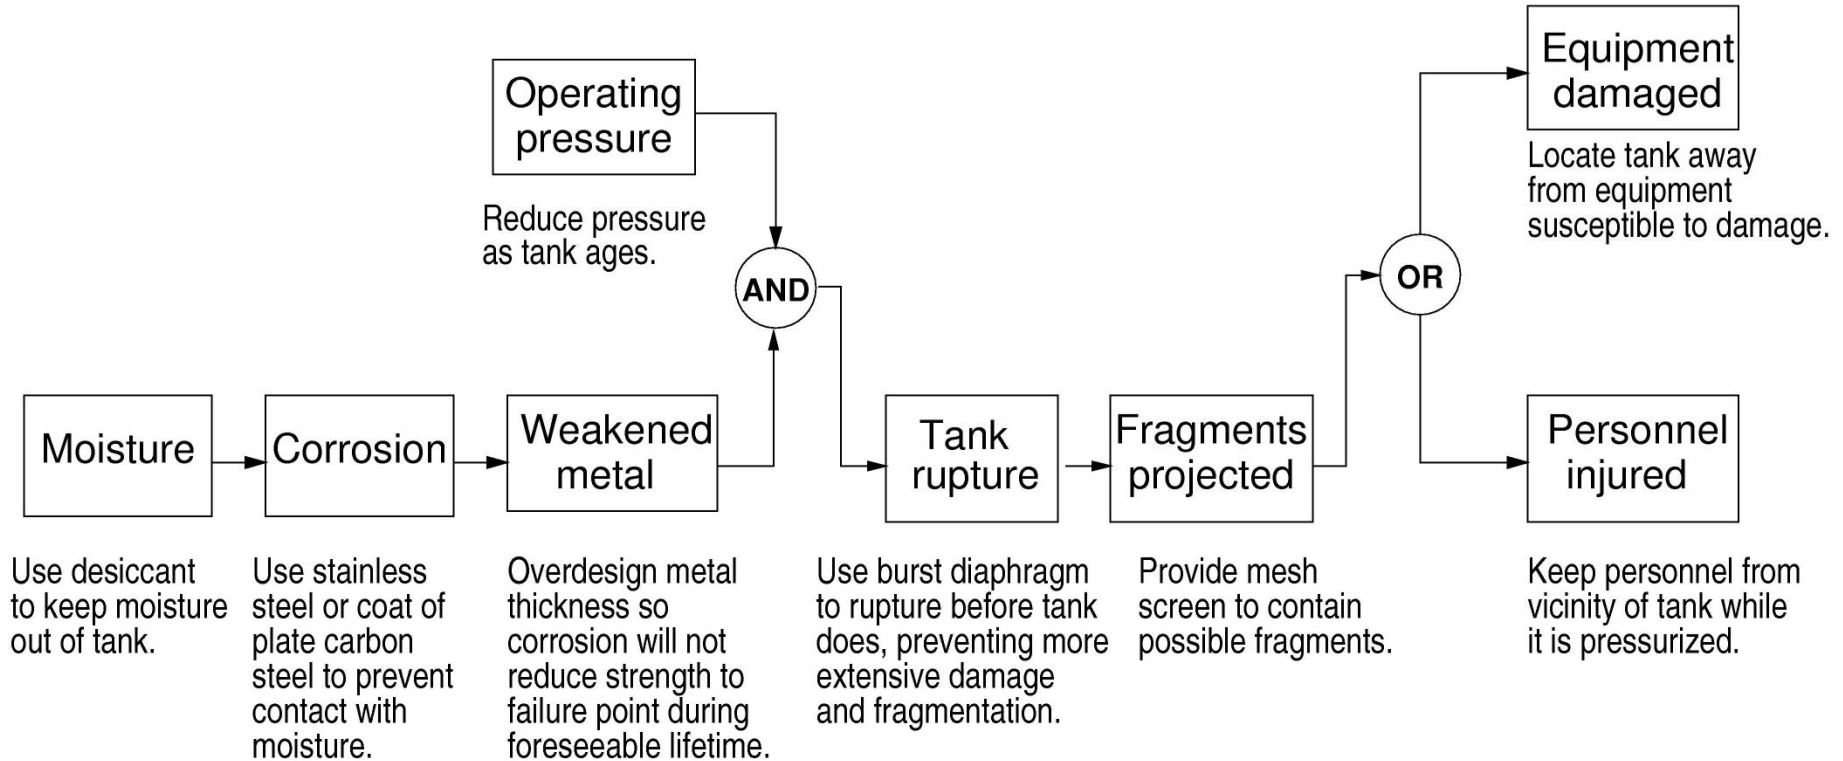 Equipment
damaged
Locate tank away
from equipment
susceptible to damage.
Operating
pressure
Reduce pressure
as tank ages.
AND
OR
Moisture
Corrosion
Weakened
metal
Tank
rupture
Fragments
projected
Personnel
injured
Use desiccant
to keep moisture
out of tank.
Use stainless
steel or coat of
plate carbon
steel to prevent
contact with
moisture.
Overdesign metal
thickness so
corrosion will not
reduce strength to
failure point during
foreseeable lifetime.
Use burst diaphragm
to rupture before tank
does, preventing more
extensive damage
and fragmentation.
Provide mesh
screen to contain
possible fragments.
Keep personnel from
vicinity of tank while
it is pressurized.